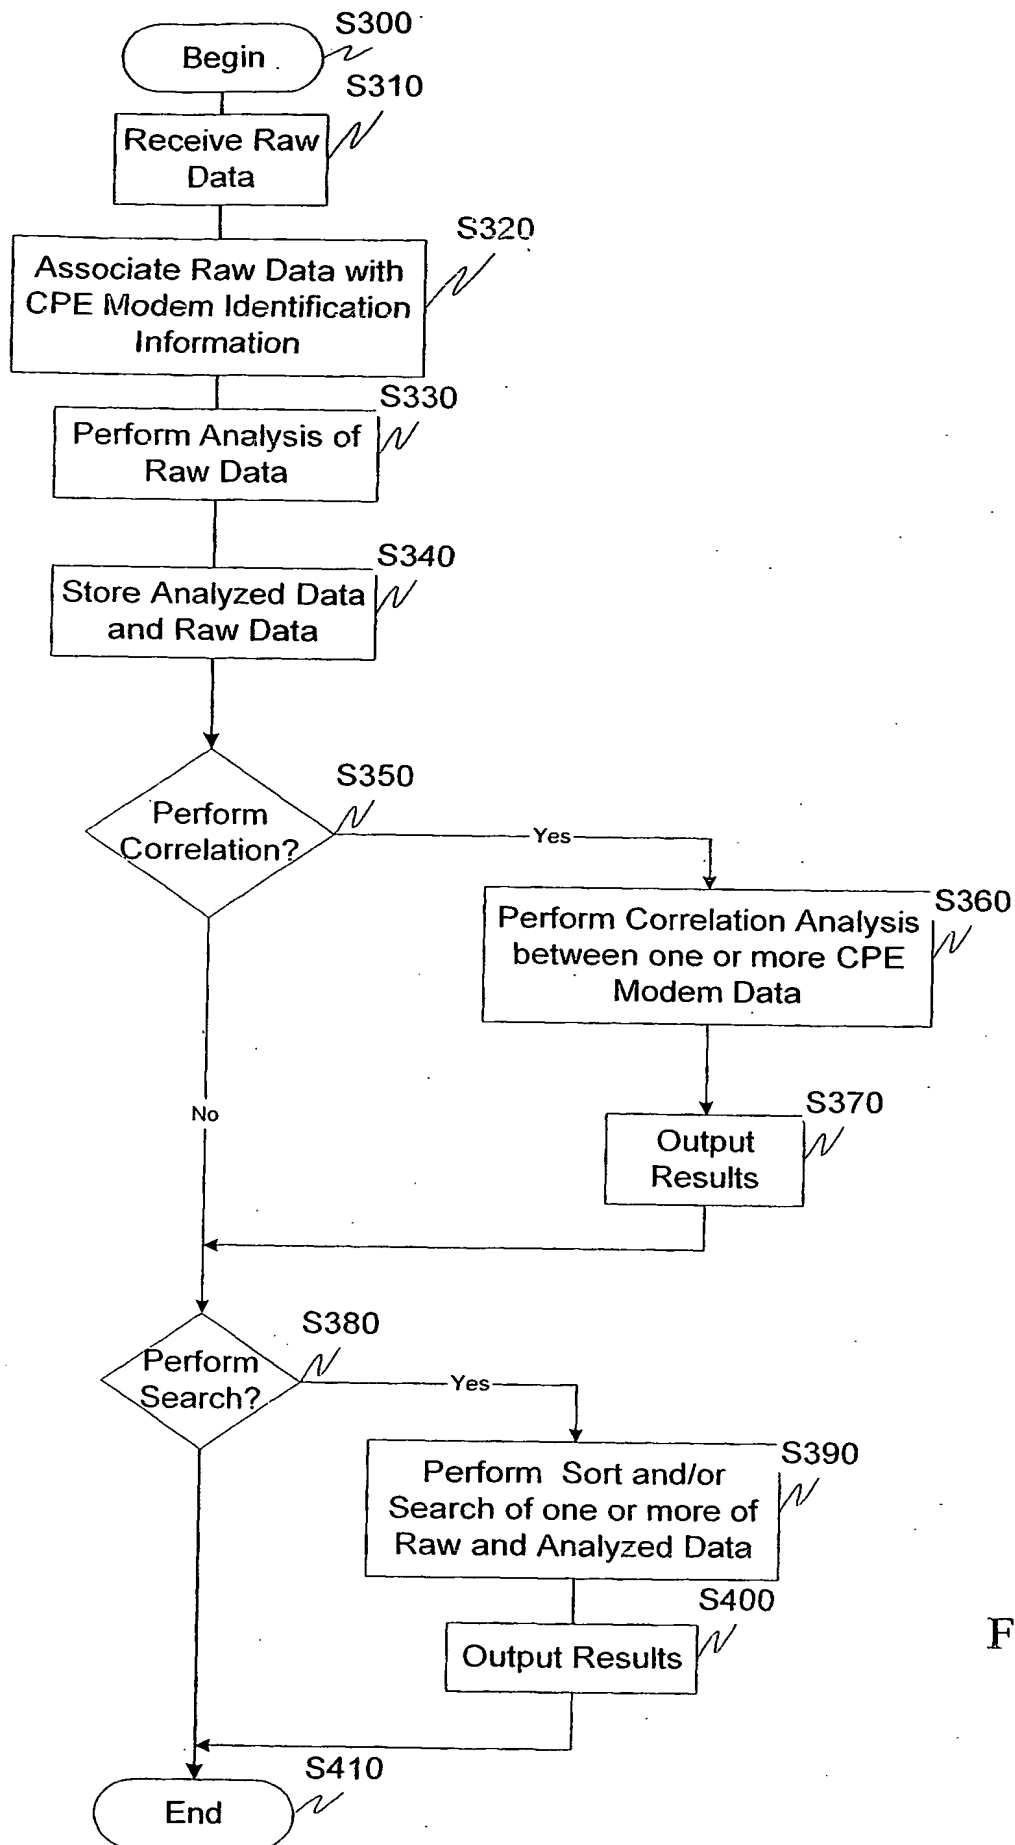 S300
Begin
S310
Receive Raw
Data
S320
Associate Raw Data with
CPE Modem Identification
Information
S330
Perform Analysis of
Raw Data
S340
Store Analyzed Data
and Raw Data
S350
Perform
Correlation?
Yes
S360
Perform Correlation Analysis
between one or more CPE
Modem Data
No
S370
Output
Results
S380
Perform
Search?
Yes
S390
Perform Sort and/or
Search of one or more of
Raw and Analyzed Data
S400
Output Results
F
S410
End